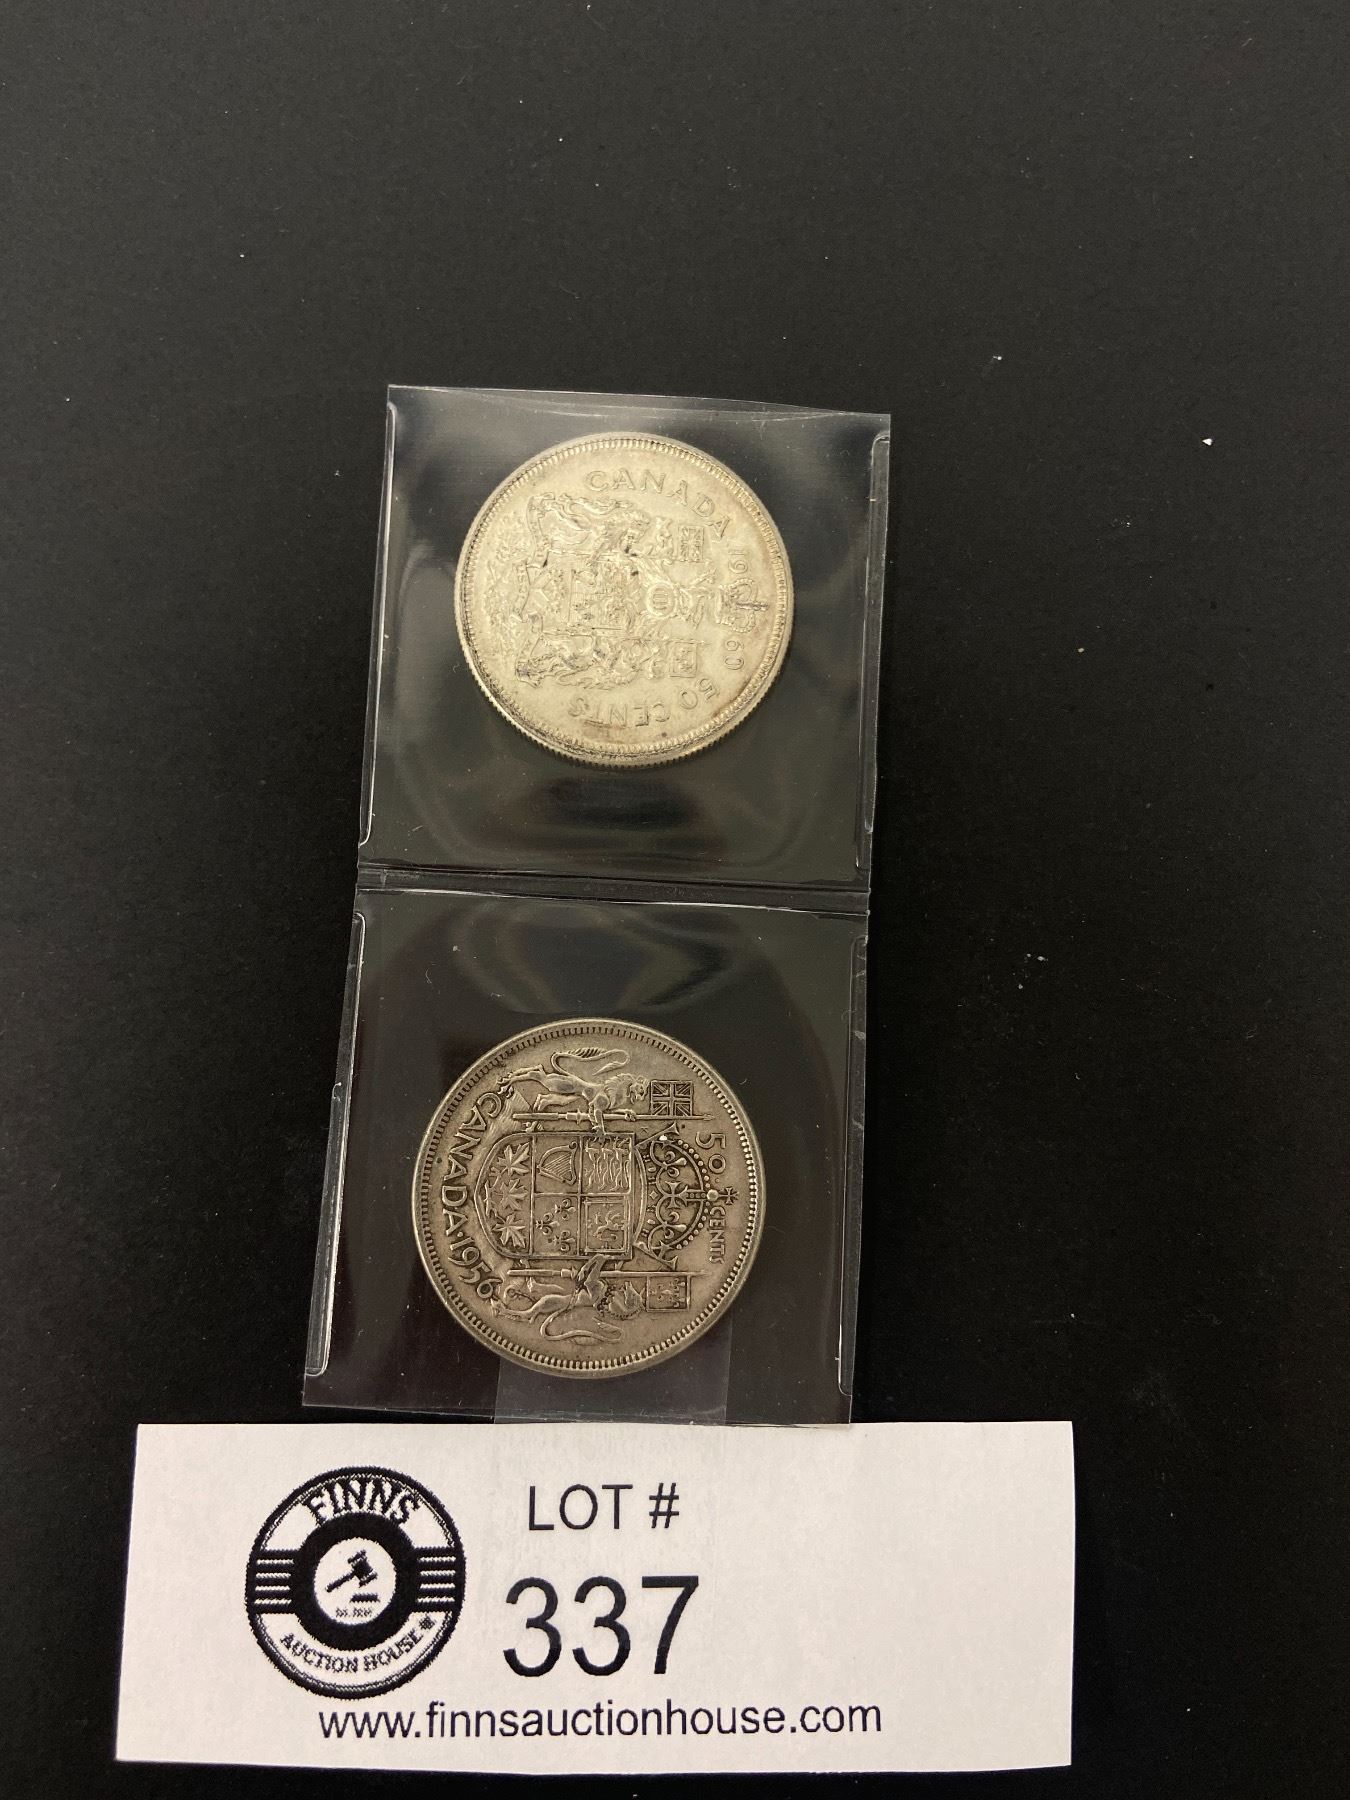 CANADA 1960 50 CENTS
50 CENTS
CANADA·1956
FINNS
AUCTION HOUSE
LOT #
337
www.finnsauctionhouse.com